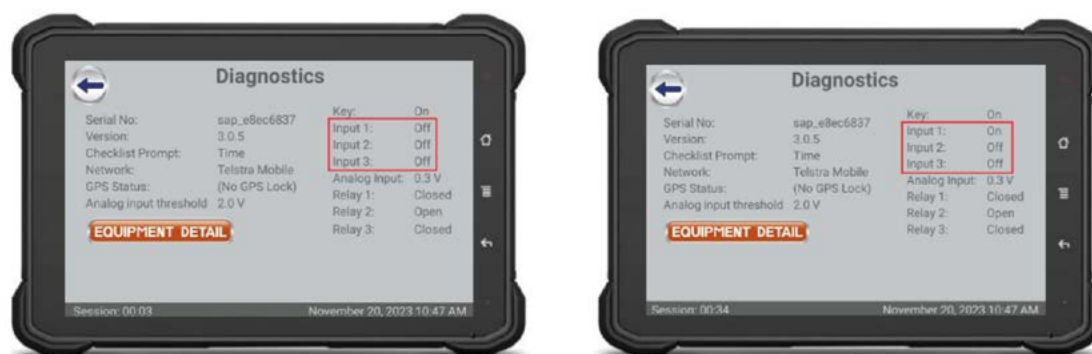 Diagnostics
Serial No: sap_e8ec6837
Version: 3.0.5
Checklist Prompt: Time
Network: Telstra Mobile
GPS Status: (No GPS Lock)
Analog input threshold 2.0 V
EQUIPMENT DETAIL
Key: On
Input 1: Off
Input 2: Off
Input 3: Off
Analog Input: 0.3 V
Relay 1: Closed
Relay 2: Open
Relay 3: Closed
Session: 00:03 November 20, 2023 10:47 AM
Diagnostics
Serial No: sap_e8ec6837
Version: 3.0.5
Checklist Prompt: Time
Network: Telstra Mobile
GPS Status: (No GPS Lock)
Analog input threshold 2.0 V
EQUIPMENT DETAIL
Key: On
Input 1: On
Input 2: Off
Input 3: Off
Analog Input: 0.3 V
Relay 1: Closed
Relay 2: Open
Relay 3: Closed
Session: 00:34 November 20, 2023 10:47 AM